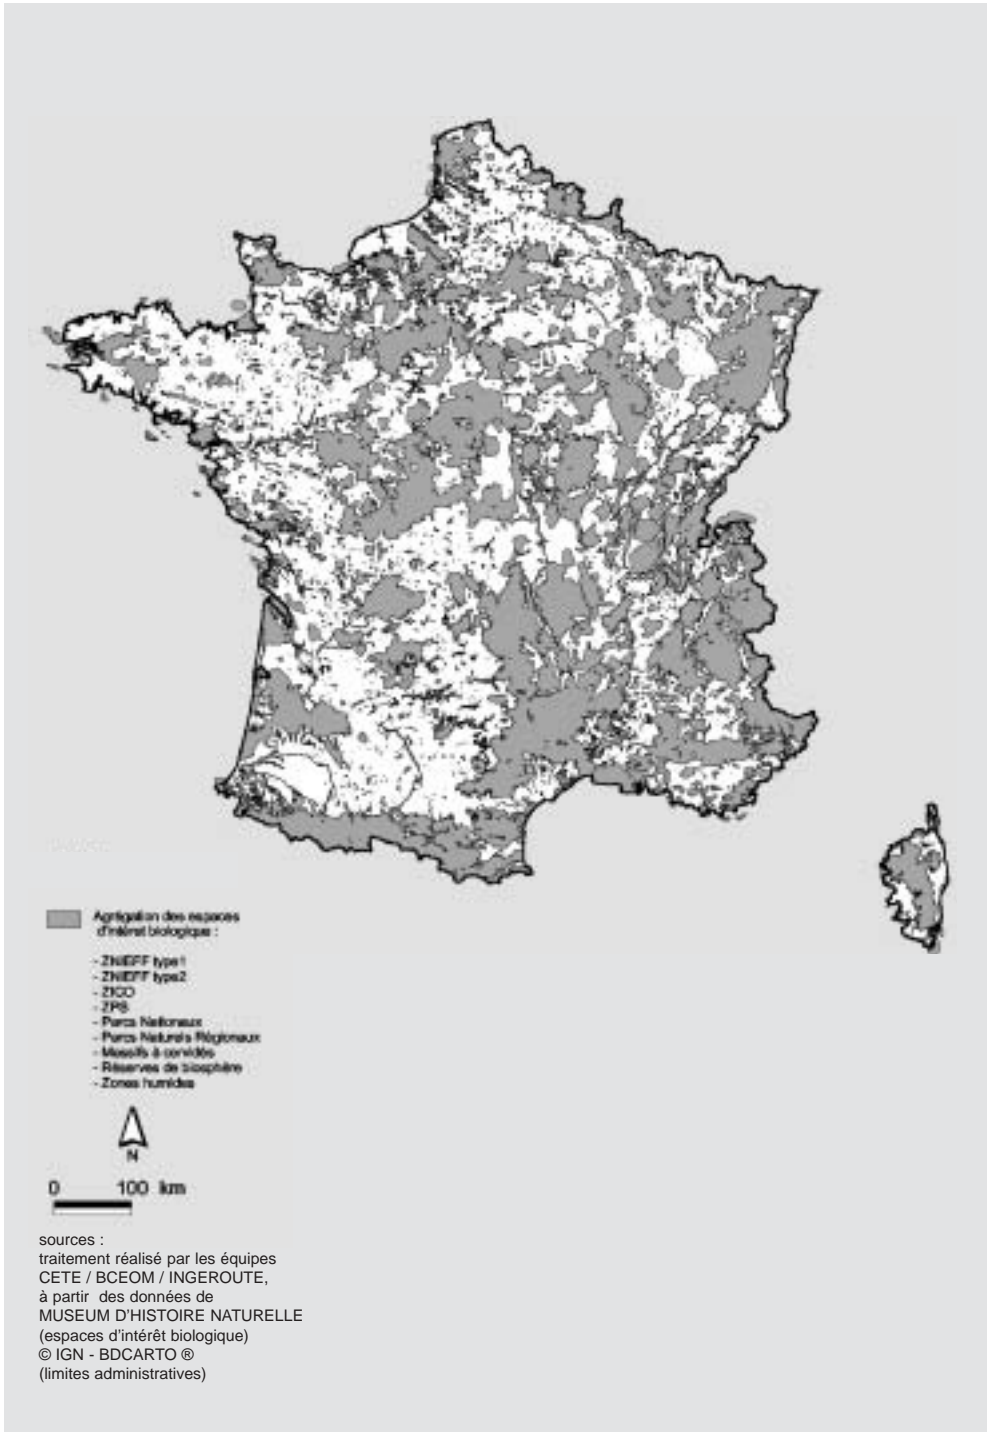 Agrégation des espaces
d'intérêt biologique :
- ZNIEFF type1
- ZNIEFF type2
- ZICO
- ZPS
- Parcs Nationaux
- Parcs Naturels Régionaux
- Massifs à cervidés
- Réserves de biosphère
- Zones humides
N
0 100 km
sources :
traitement réalisé par les équipes
CETE / BCEOM / INGEROUTE,
à partir des données de
MUSEUM D'HISTOIRE NATURELLE
(espaces d'intérêt biologique)
© IGN - BDCARTO ®
(limites administratives)